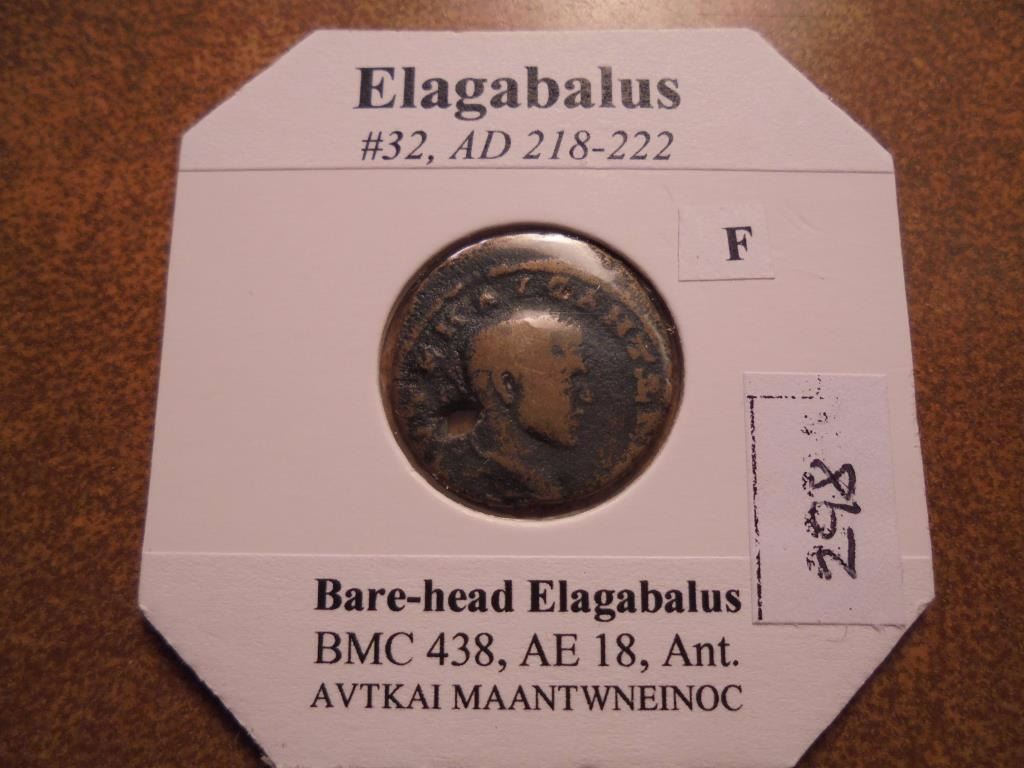 Elagabalus
#32, AD 218-222
F
298
Bare-head Elagabalus
BMC 438, AE 18, Ant.
AVTKAI MAANTWNEINOC